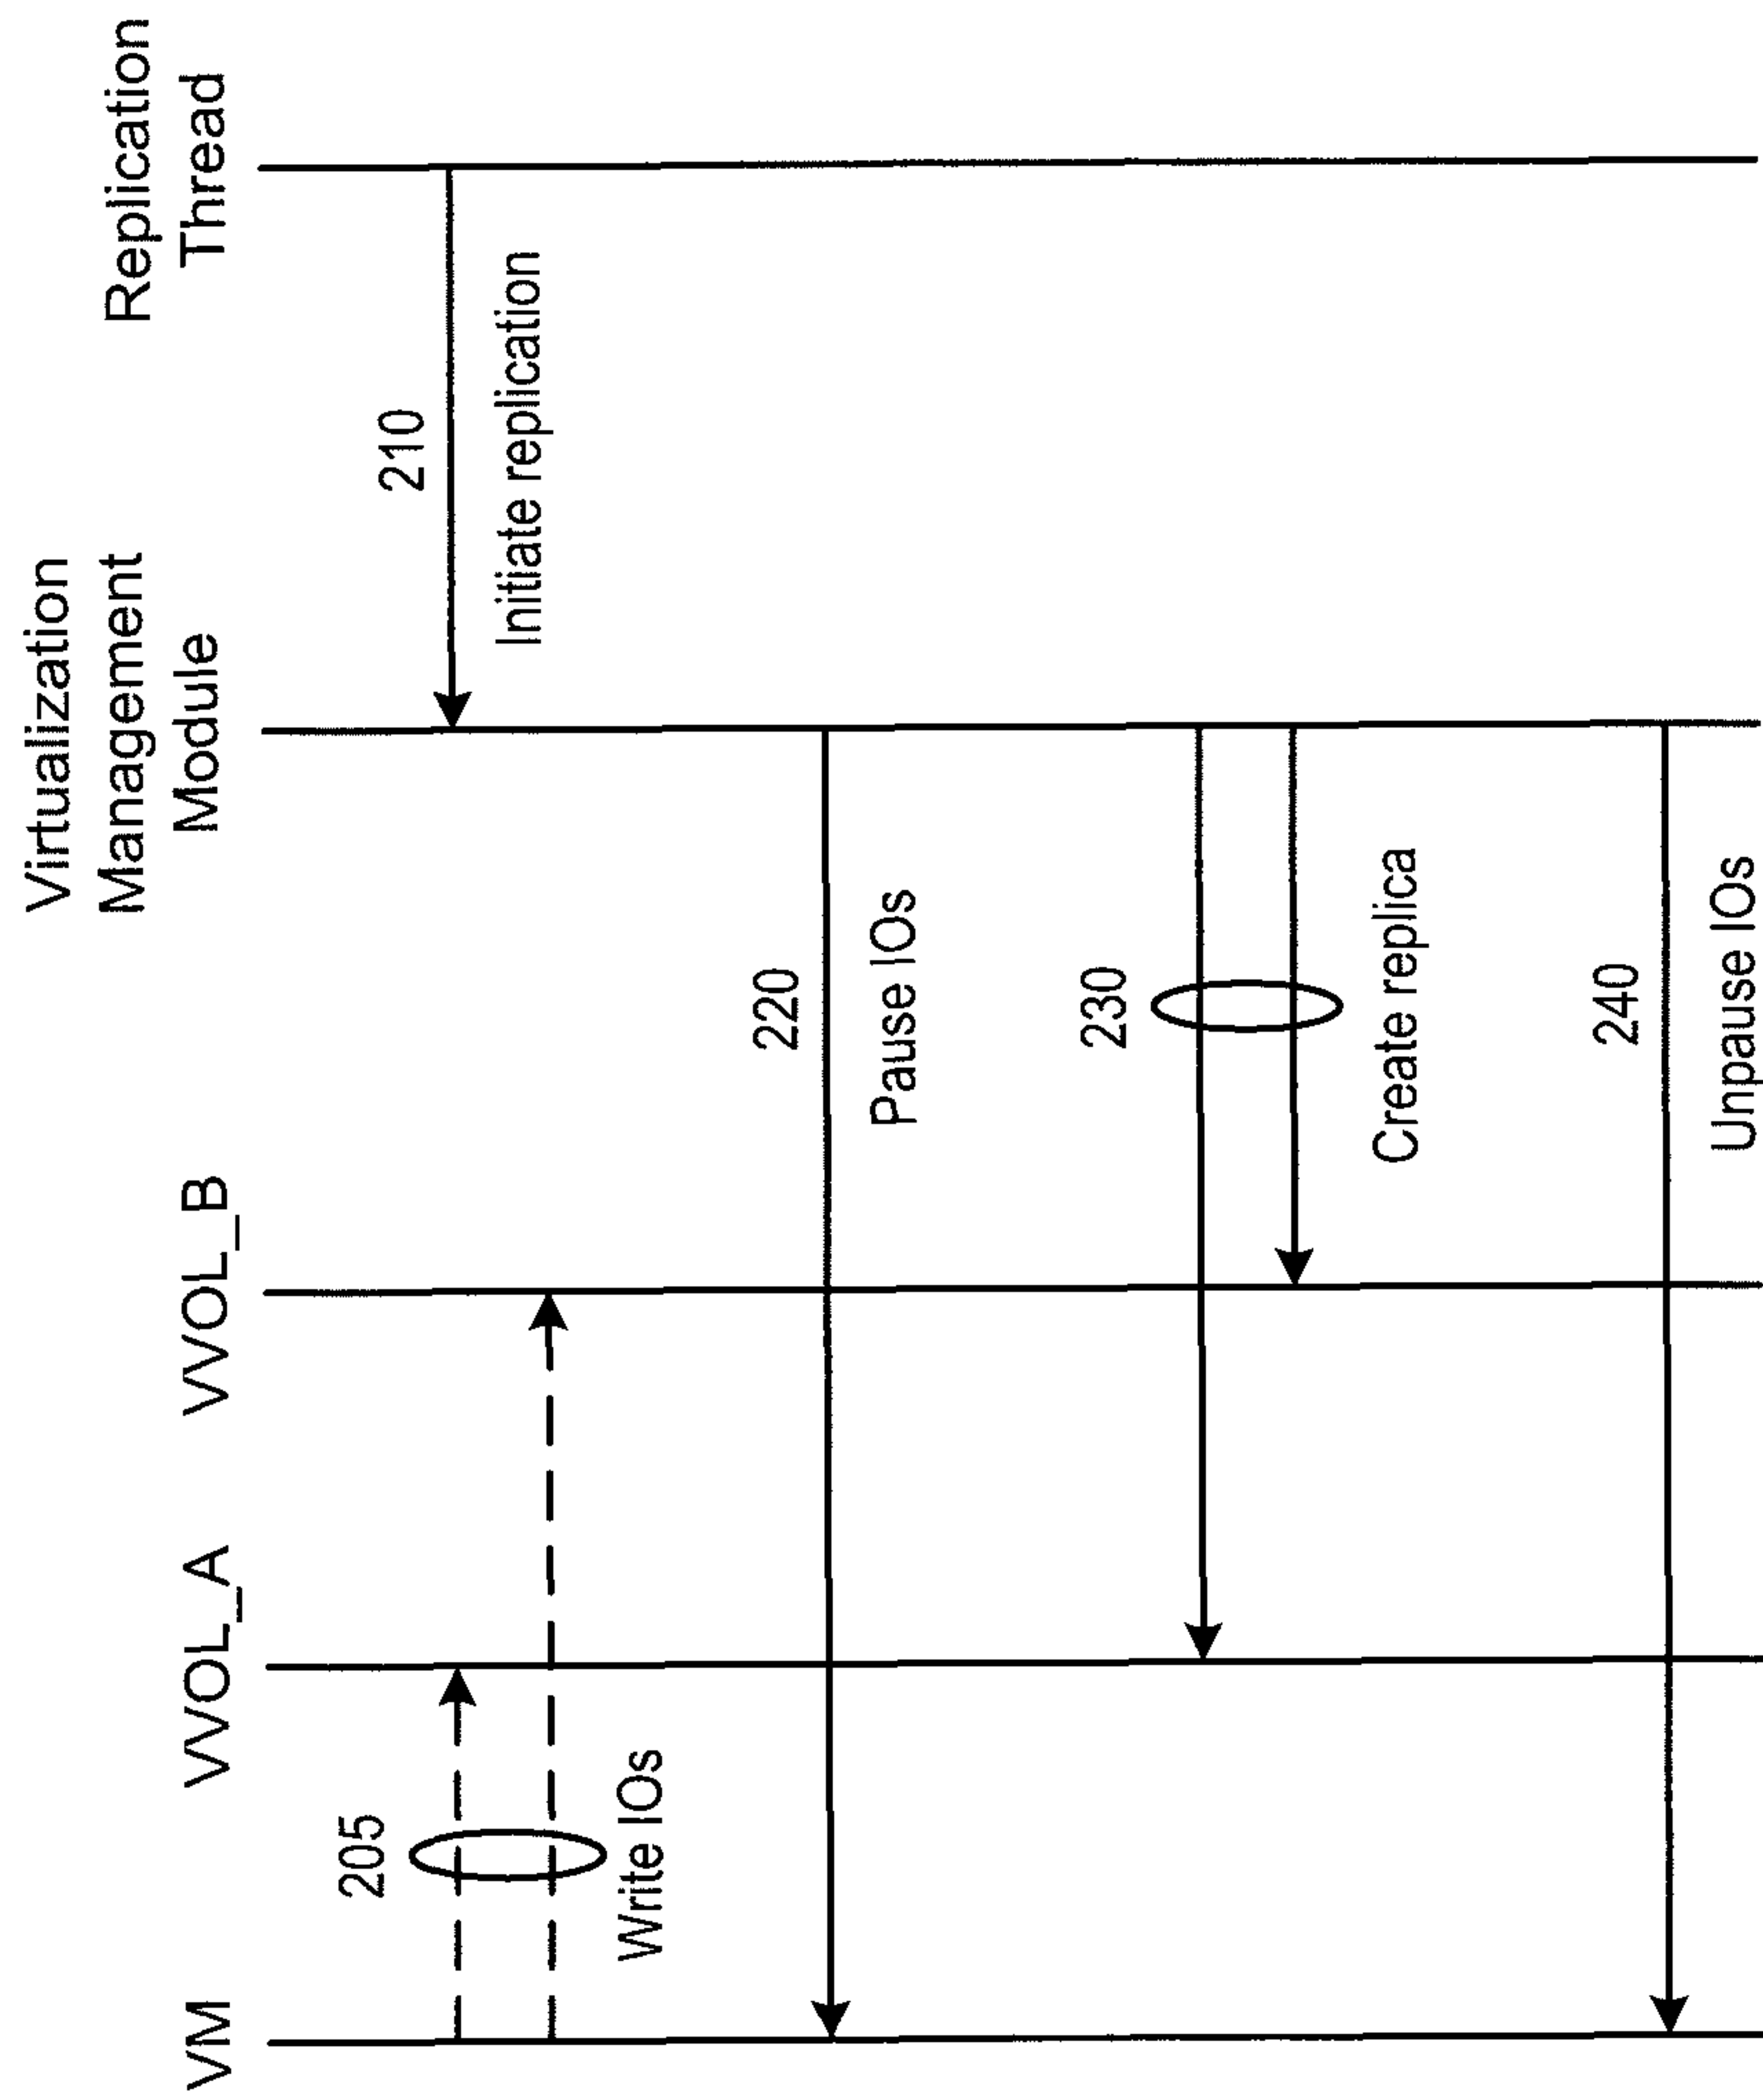 VM
VVOL_A
VVOL_B
Virtualization
Management
Module
Replication
Thread
205
Write IOs
210
Initiate replication
220
Pause IOs
230
Create replica
240
Unpause IOs